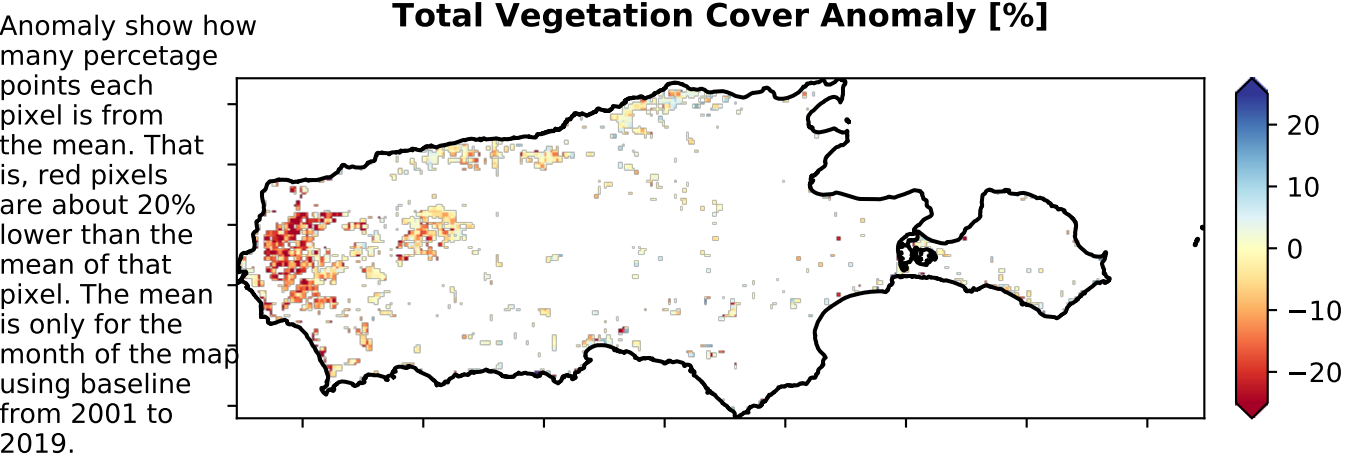 Total Vegetation Cover Anomaly [%]
Anomaly show how
many percetage
points each
pixel is from
the mean. That
is, red pixels
are about 20%
lower than the
mean of that
pixel. The mean
is only for the
month of the map
using baseline
from 2001 to
2019.
20
10
0
−10
−20